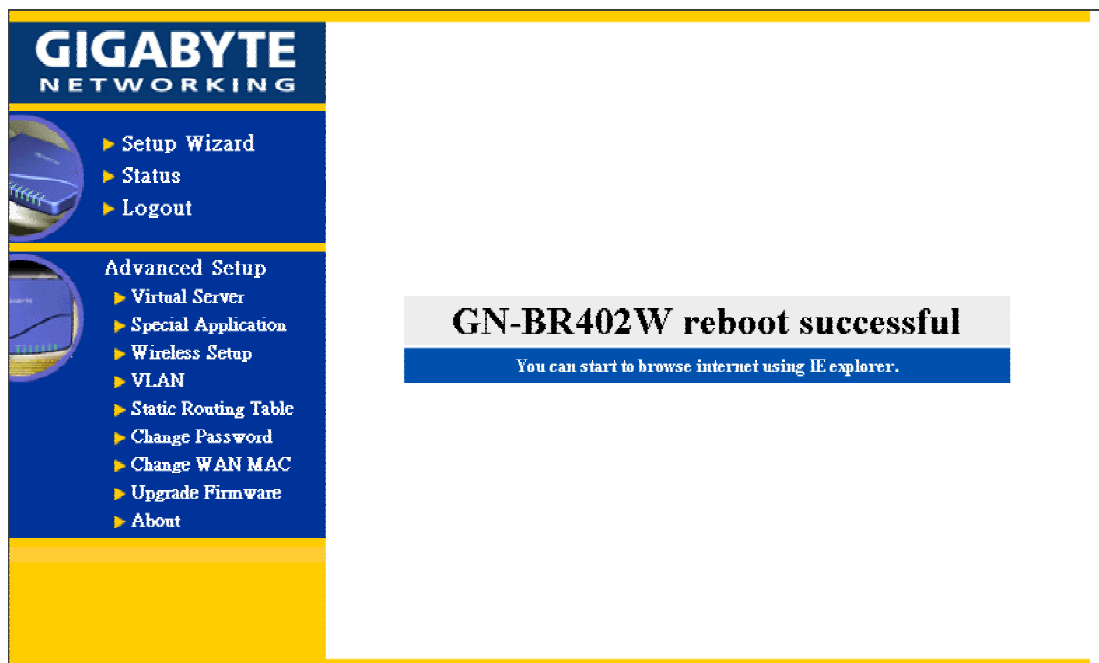 GIGABYTE
NETWORKING
Setup Wizard
Status
Logout
Advanced Setup
Virtual Server
Special Application
Wireless Setup
VLAN
Static Routing Table
Change Password
Change WAN MAC
Upgrade Firmware
About
GN-BR402W reboot successful
You can start to browse internet using IE explorer.